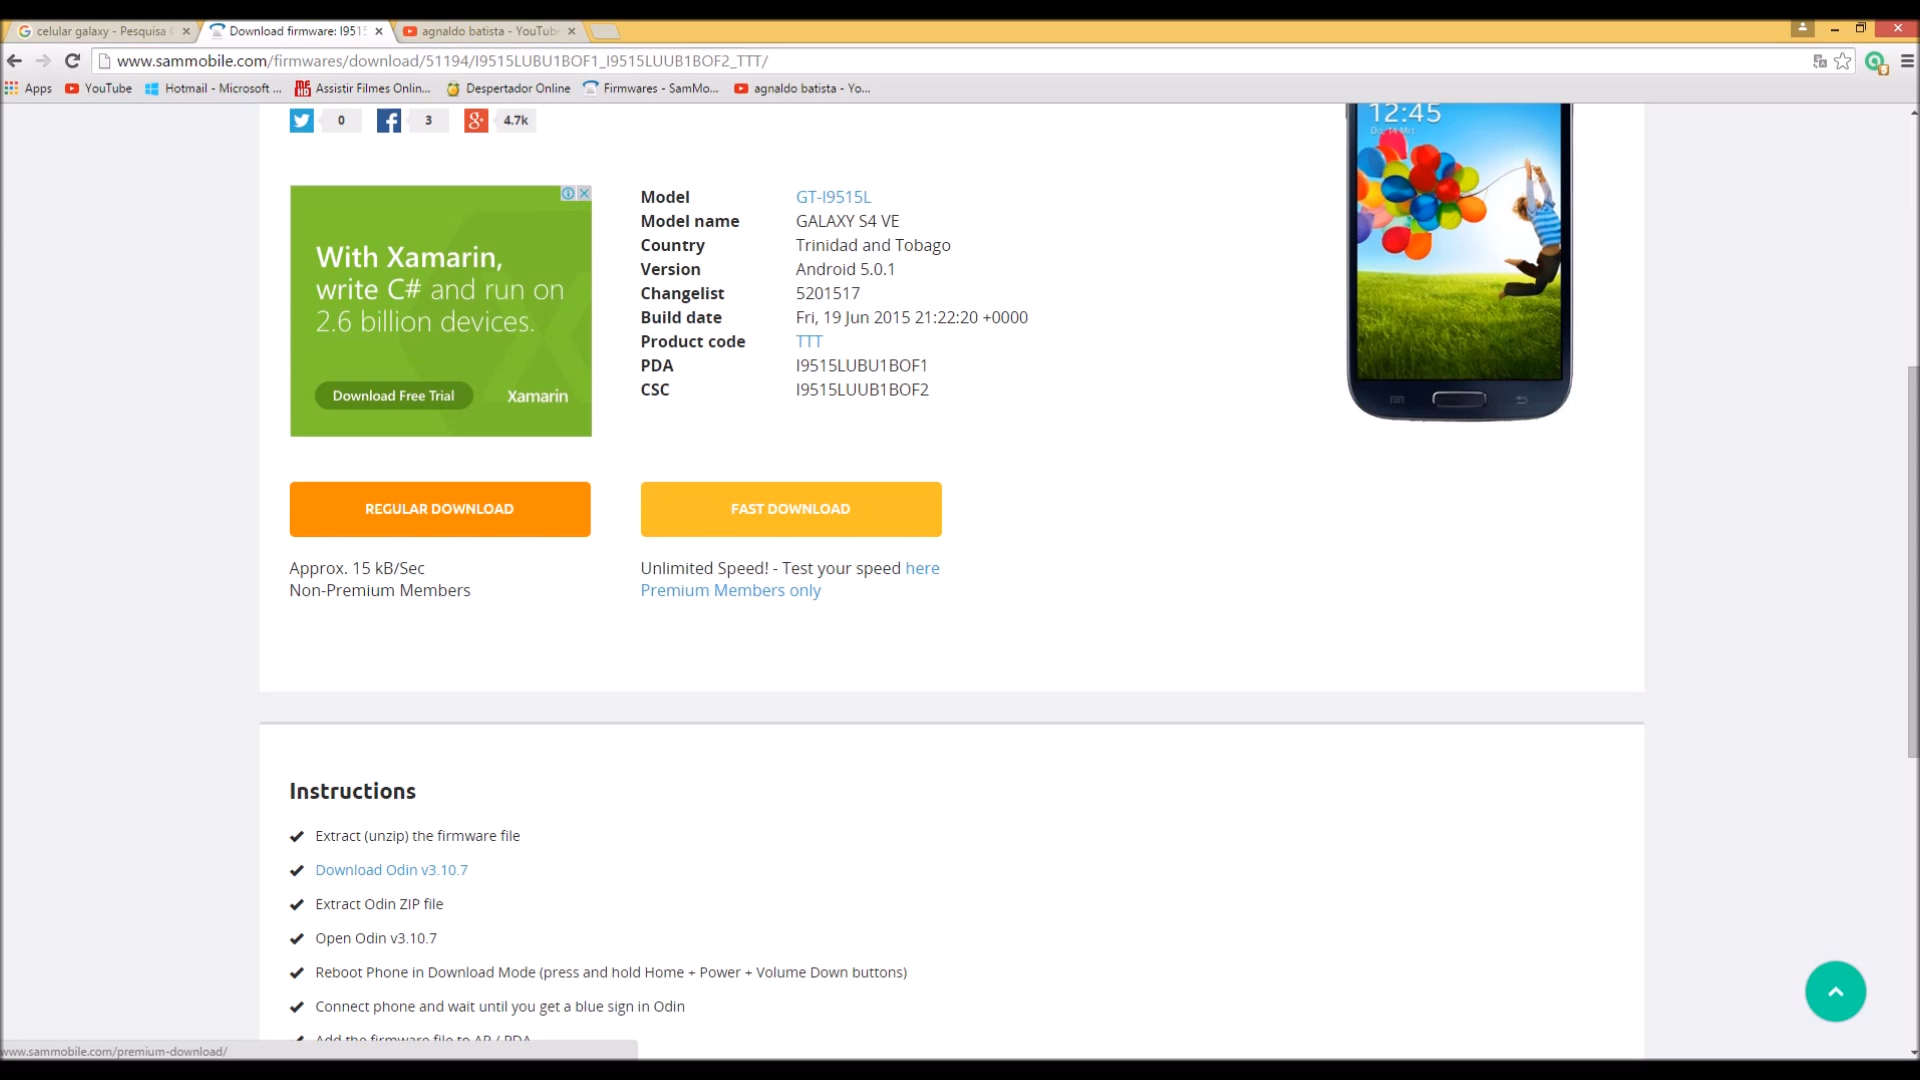 celular galaxy - Pesquisa
Download firmware: I951
agnaldo batista - YouTub
www.sammobile.com/firmwares/download/51194/I9515LUBU1BOF1_I9515LUUB1BOF2_TTT/
Apps
YouTube
Hotmail - Microsoft ...
Assistir Filmes Onlin...
Despertador Online
Firmwares - SamMo...
agnaldo batista - Yo...
0
3
4.7k
12:45
With Xamarin,
write C# and run on
2.6 billion devices.
Download Free Trial
Xamarin
Model GT-I9515L
Model name GALAXY S4 VE
Country Trinidad and Tobago
Version Android 5.0.1
Changelist 5201517
Build date Fri, 19 Jun 2015 21:22:20 +0000
Product code TTT
PDA I9515LUBU1BOF1
CSC I9515LUUB1BOF2
REGULAR DOWNLOAD
Approx. 15 kB/Sec
Non-Premium Members
FAST DOWNLOAD
Unlimited Speed! - Test your speed here
Premium Members only
Instructions
Extract (unzip) the firmware file
Download Odin v3.10.7
Extract Odin ZIP file
Open Odin v3.10.7
Reboot Phone in Download Mode (press and hold Home + Power + Volume Down buttons)
Connect phone and wait until you get a blue sign in Odin
Add the firmware file to AP / PDA
www.sammobile.com/premium-download/